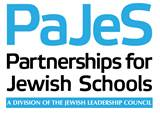 PaJeS
Partnerships for
Jewish Schools
A DIVISION OF THE JEWISH LEADERSHIP COUNCIL